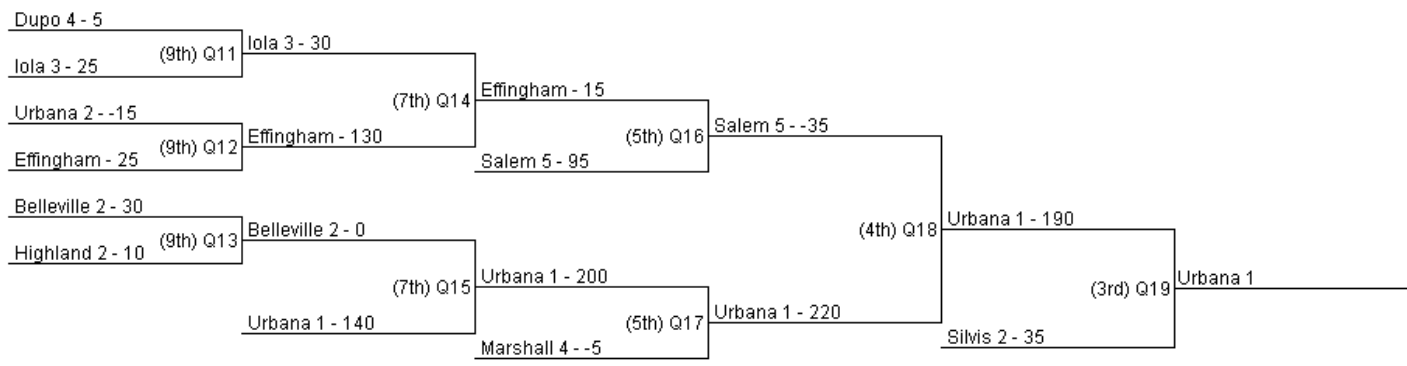 Dupo 4 - 5
(9th) Q11
Iola 3 - 25
Iola 3 - 30
Urbana 2 - -15
(9th) Q12
Effingham - 25
Effingham - 130
(7th) Q14
Effingham - 15
(5th) Q16
Salem 5 - 95
Salem 5 - -35
Belleville 2 - 30
(9th) Q13
Highland 2 - 10
Belleville 2 - 0
(7th) Q15
Urbana 1 - 140
Urbana 1 - 200
(5th) Q17
Marshall 4 - -5
Urbana 1 - 220
(4th) Q18
Urbana 1 - 190
(3rd) Q19
Silvis 2 - 35
Urbana 1